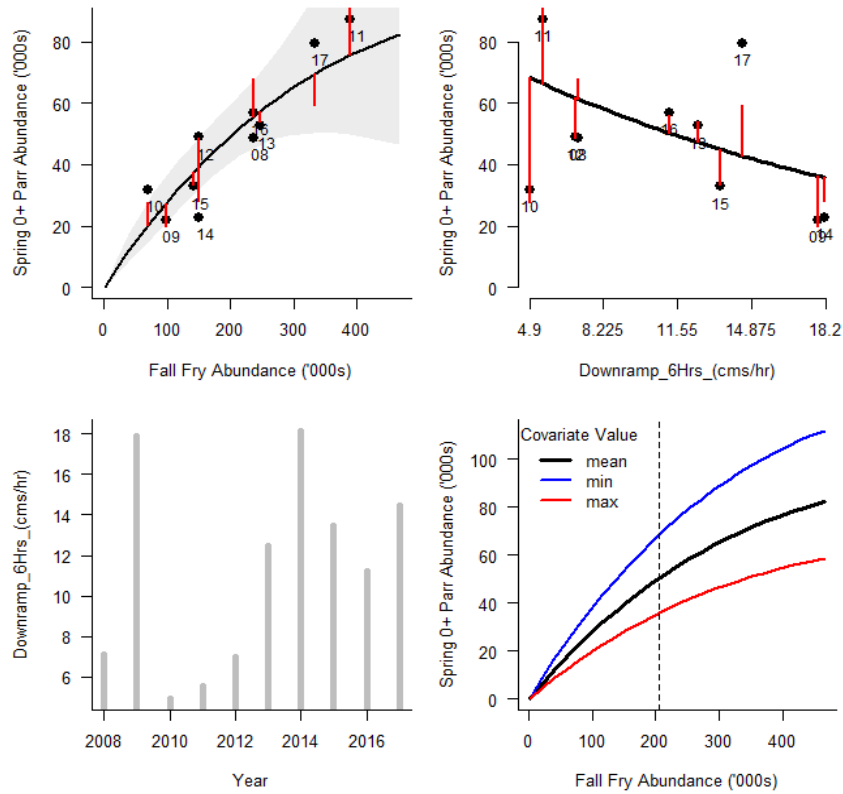 Spring 0+ Parr Abundance ('000s)
80
60
40
20
0
11
17
16
13
12
08
10
15
09
14
0 100 200 300 400
Fall Fry Abundance ('000s)
Spring 0+ Parr Abundance ('000s)
80
60
40
20
0
11
17
16
13
12
08
15
10
14
09
4.9 8.225 11.55 14.875 18.2
Downramp_6Hrs_(cms/hr)
Downramp_6Hrs_(cms/hr)
18
16
14
12
10
8
6
2008 2010 2012 2014 2016
Year
Spring 0+ Parr Abundance ('000s)
100
80
60
40
20
0
Covariate Value
mean
min
max
0 100 200 300 400
Fall Fry Abundance ('000s)